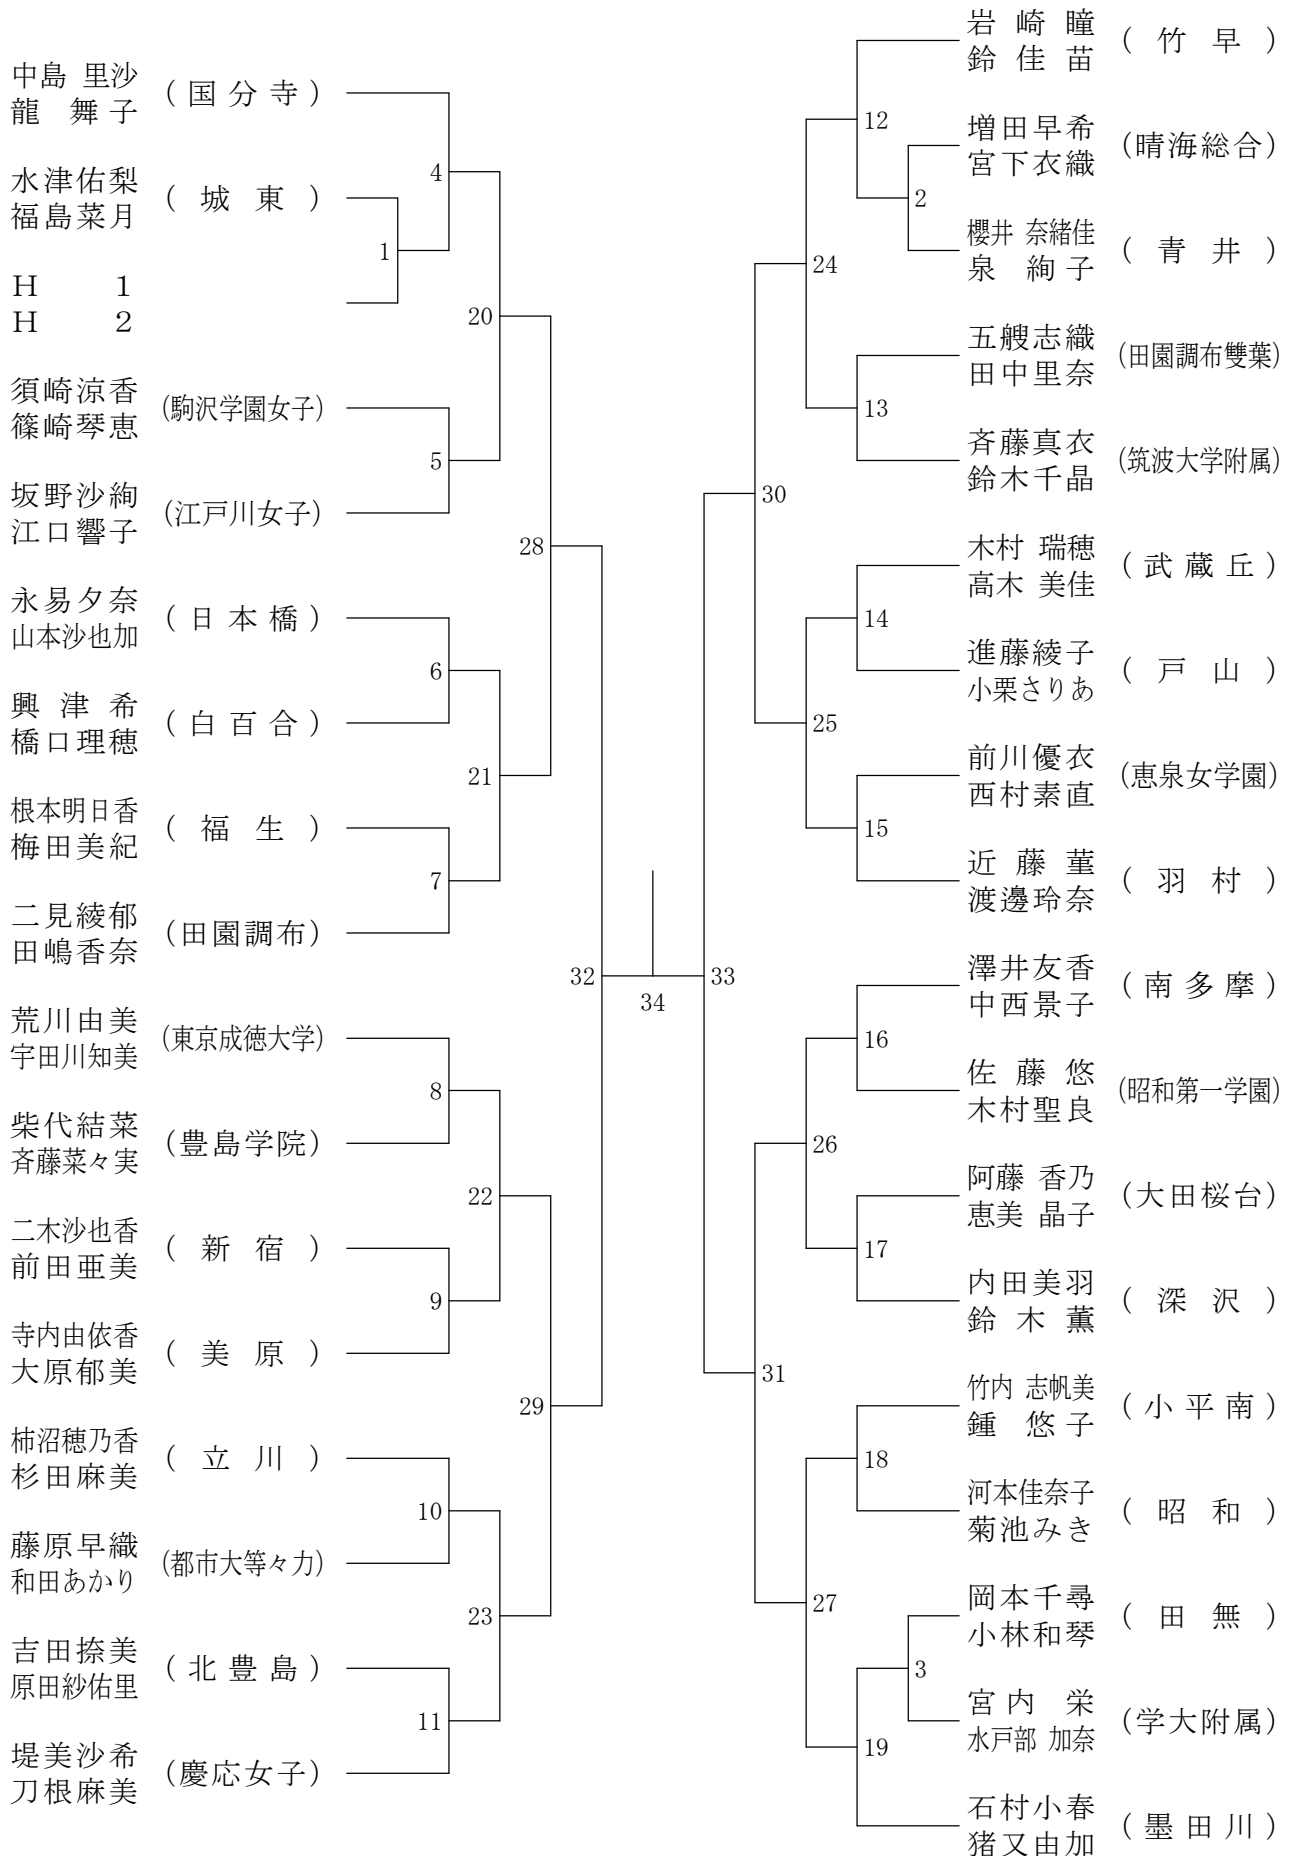 中島 里沙
龍 舞子
(国分寺)
水津佑梨
福島菜月
(城東)
H 1
H 2
須崎涼香
篠崎琴恵
(駒沢学園女子)
坂野沙絢
江口響子
(江戸川女子)
永易夕奈
山本沙也加
(日本橋)
興津希
橋口理穂
(白百合)
根本明日香
梅田美紀
(福生)
二見綾郁
田嶋香奈
(田園調布)
荒川由美
宇田川知美
(東京成徳大学)
柴代結菜
斉藤菜々実
(豊島学院)
二木沙也香
前田亜美
(新宿)
寺内由依香
大原郁美
(美原)
柿沼穂乃香
杉田麻美
(立川)
藤原早織
和田あかり
(都市大等々力)
吉田捺美
原田紗佑里
(北豊島)
堤美沙希
刀根麻美
(慶応女子)
4
1
20
5
28
6
21
7
32
8
22
9
29
10
23
11
34
33
30
24
12
2
13
14
25
15
16
26
17
31
18
27
3
19
岩崎瞳
鈴佳苗
(竹早)
増田早希
宮下衣織
(晴海総合)
櫻井 奈緒佳
泉 絢子
(青井)
五艘志織
田中里奈
(田園調布雙葉)
斉藤真衣
鈴木千晶
(筑波大学附属)
木村 瑞穂
高木 美佳
(武蔵丘)
進藤綾子
小栗さりあ
(戸山)
前川優衣
西村素直
(恵泉女学園)
近藤菫
渡邊玲奈
(羽村)
澤井友香
中西景子
(南多摩)
佐藤悠
木村聖良
(昭和第一学園)
阿藤 香乃
恵美 晶子
(大田桜台)
内田美羽
鈴木薫
(深沢)
竹内 志帆美
鍾 悠子
(小平南)
河本佳奈子
菊池みき
(昭和)
岡本千尋
小林和琴
(田無)
宮内 栄
水戸部 加奈
(学大附属)
石村小春
猪又由加
(墨田川)